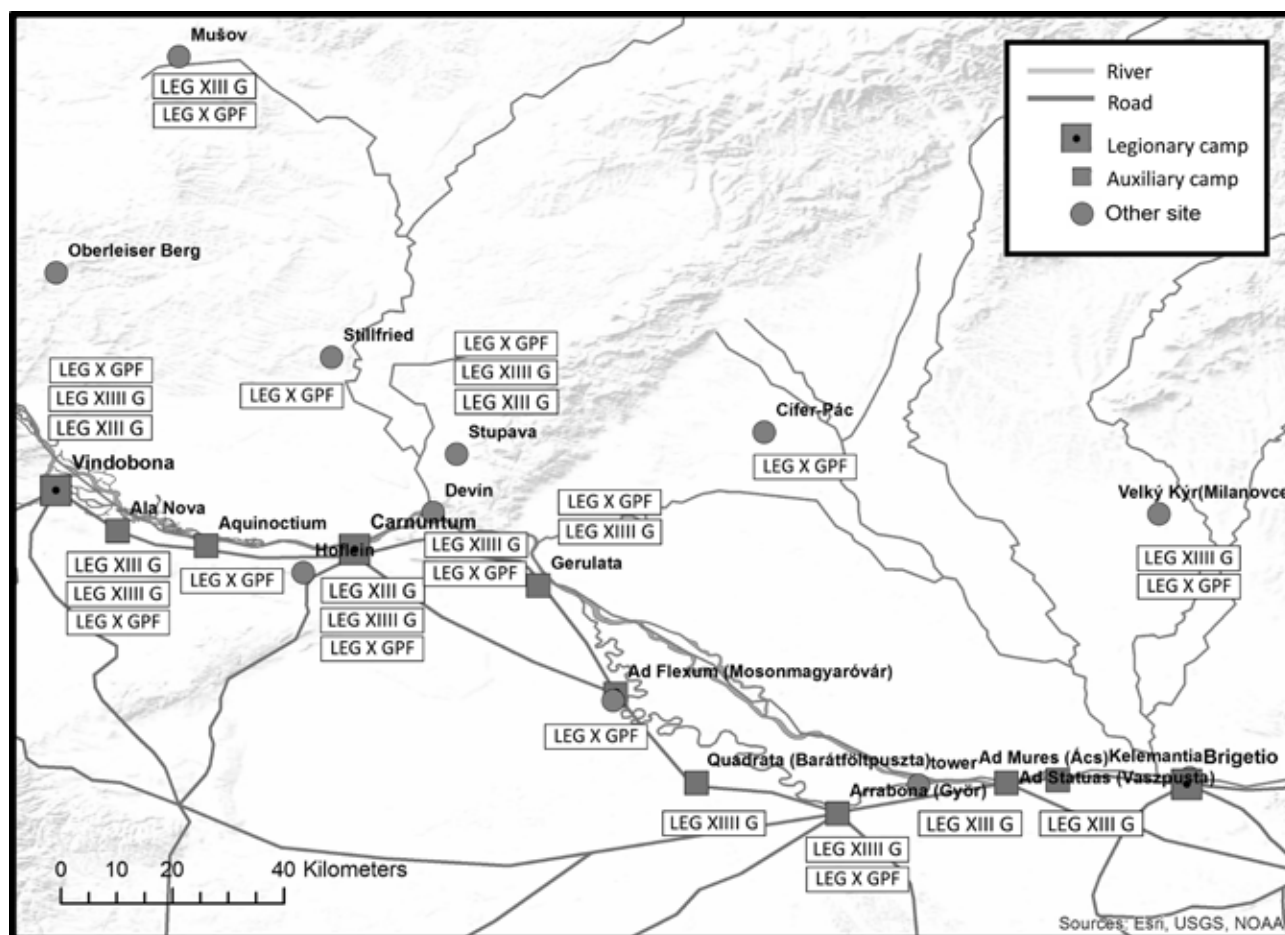 Mušov
LEG XIII G
LEG X GPF
River
Road
Legionary camp
Auxiliary camp
Other site
Oberleiser Berg
Stillfried
LEG X GPF
LEG X GPF
LEG XIIII G
LEG XIII G
Stupava
LEG X GPF
LEG XIIII G
LEG XIII G
Vindobona
Cífer-Pác
LEG X GPF
Velký Kýr(Milanovce
LEG XIIII G
LEG X GPF
Devín
LEG X GPF
LEG XIIII G
Ala Nova
LEG XIII G
LEG XIIII G
LEG X GPF
Aquinoctium
LEG X GPF
Hoflein
Carnuntum
LEG XIII G
LEG XIIII G
LEG X GPF
LEG XIIII G
LEG X GPF
Gerulata
Ad Flexum (Mosonmagyaróvár)
LEG X GPF
Quadrata (Barátföltpuszta)
LEG XIIII G
tower
Arrabona (Györ)
LEG XIIII G
LEG X GPF
Ad Mures (Ács)
LEG XIII G
Ad Statuas (Vaszpusta)
LEG XIII G
Kelemantia
Brigetio
0 10 20 40 Kilometers
Sources: Esri, USGS, NOAA